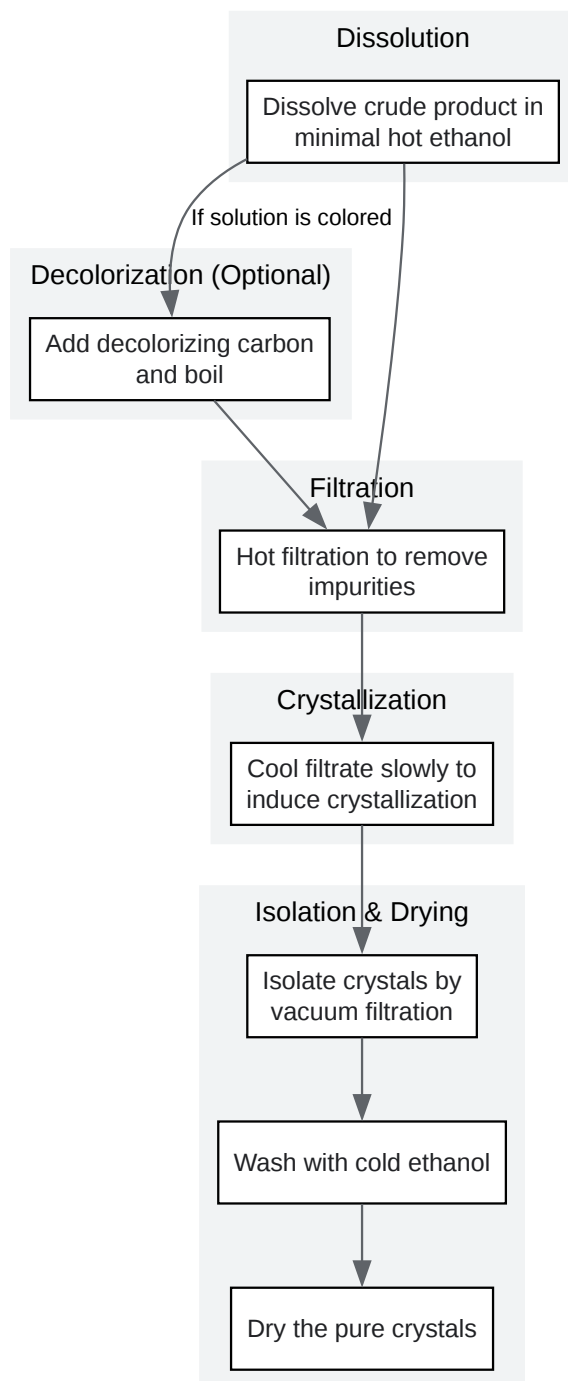 Dissolution
Dissolve crude product in
minimal hot ethanol
If solution is colored
Decolorization (Optional)
Add decolorizing carbon
and boil
Filtration
Hot filtration to remove
impurities
Crystallization
Cool filtrate slowly to
induce crystallization
Isolation & Drying
Isolate crystals by
vacuum filtration
Wash with cold ethanol
Dry the pure crystals